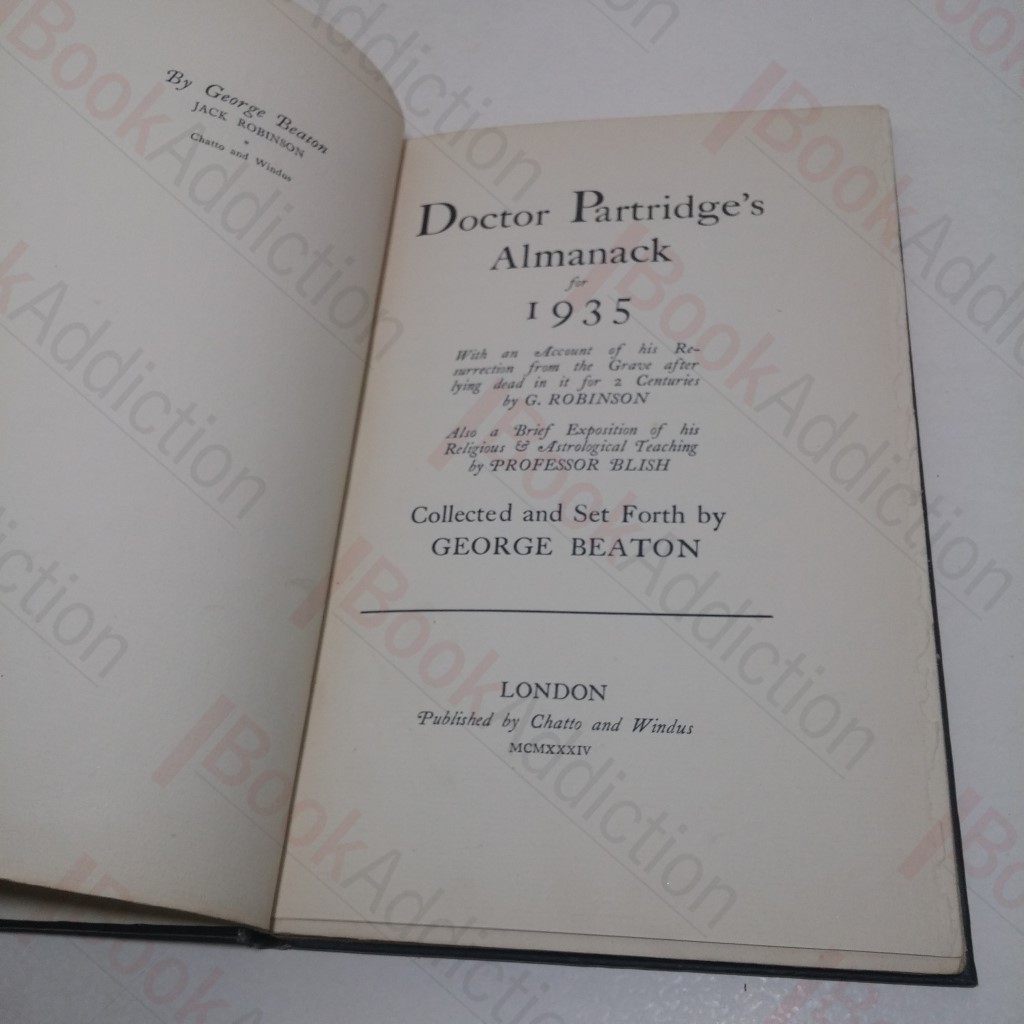 By George Beaton
JACK ROBINSON
*
Chatto and Windus
Doctor Partridge's
Almanack
for
1935
With an Account of his Re-
surrection from the Grave after
lying dead in it for 2 Centuries
by G. ROBINSON
Also a Brief Exposition of his
Religious & Astrological Teaching
by PROFESSOR BLISH
Collected and Set Forth by
GEORGE BEATON
LONDON
Published by Chatto and Windus
MCMXXXIV
BookAddiction